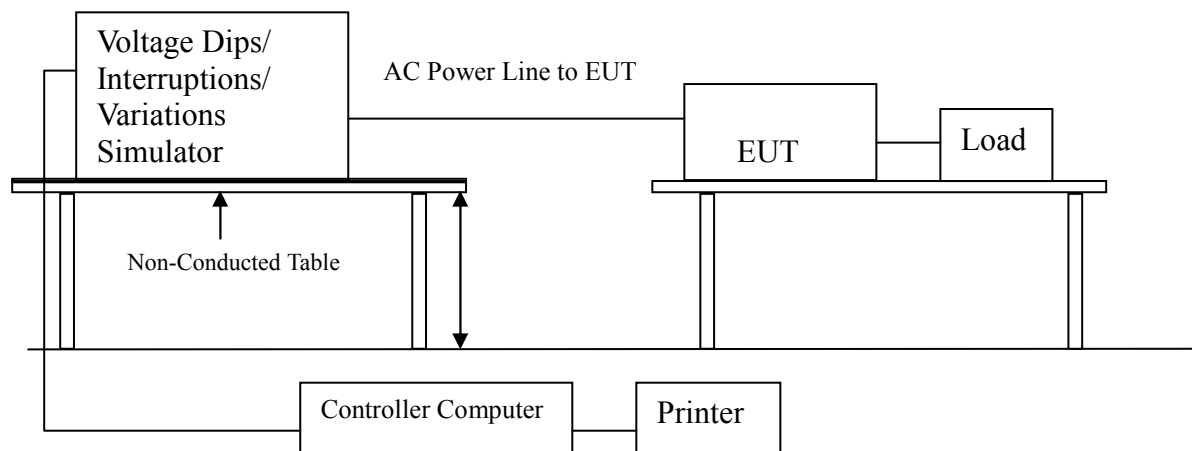 Voltage Dips/
Interruptions/
Variations
Simulator
AC Power Line to EUT
EUT
Load
Non-Conducted Table
Controller Computer
Printer